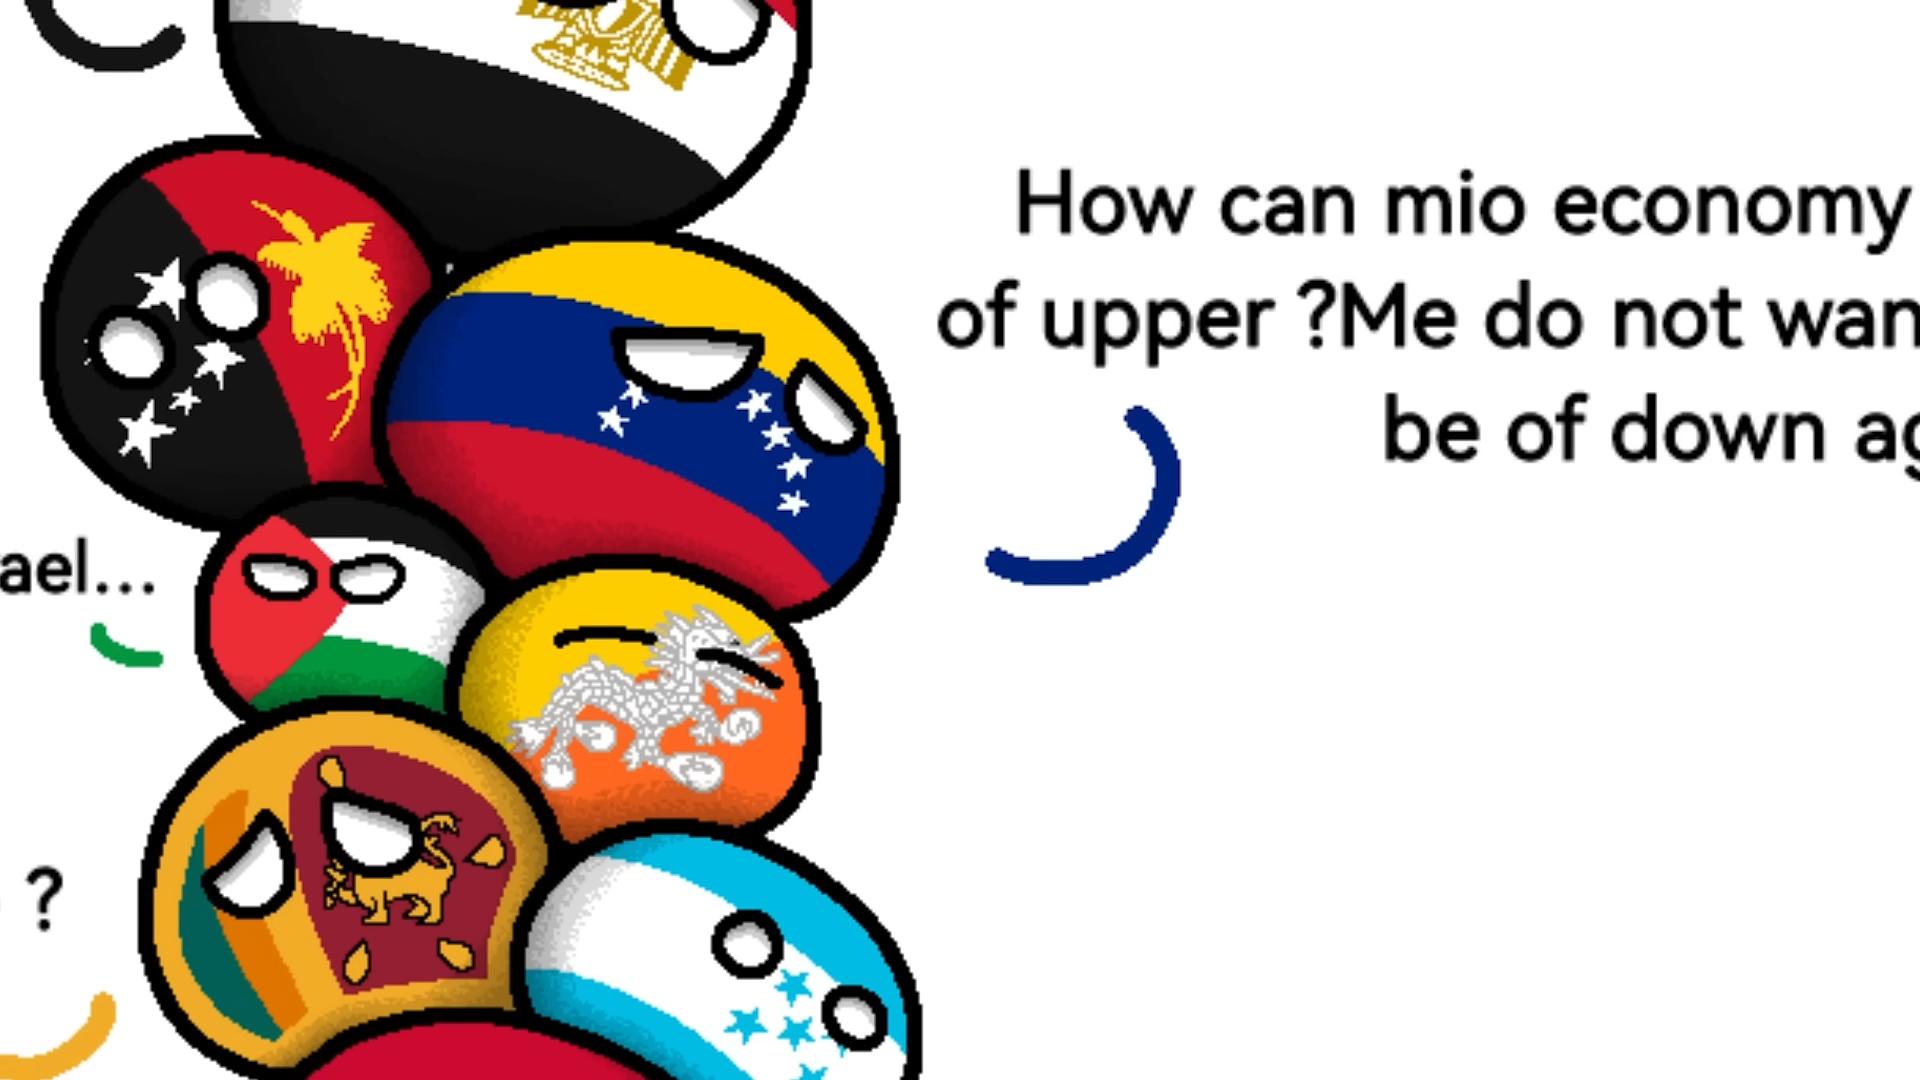 How can mio economy
of upper ?Me do not wan
be of down ag
ael...
?